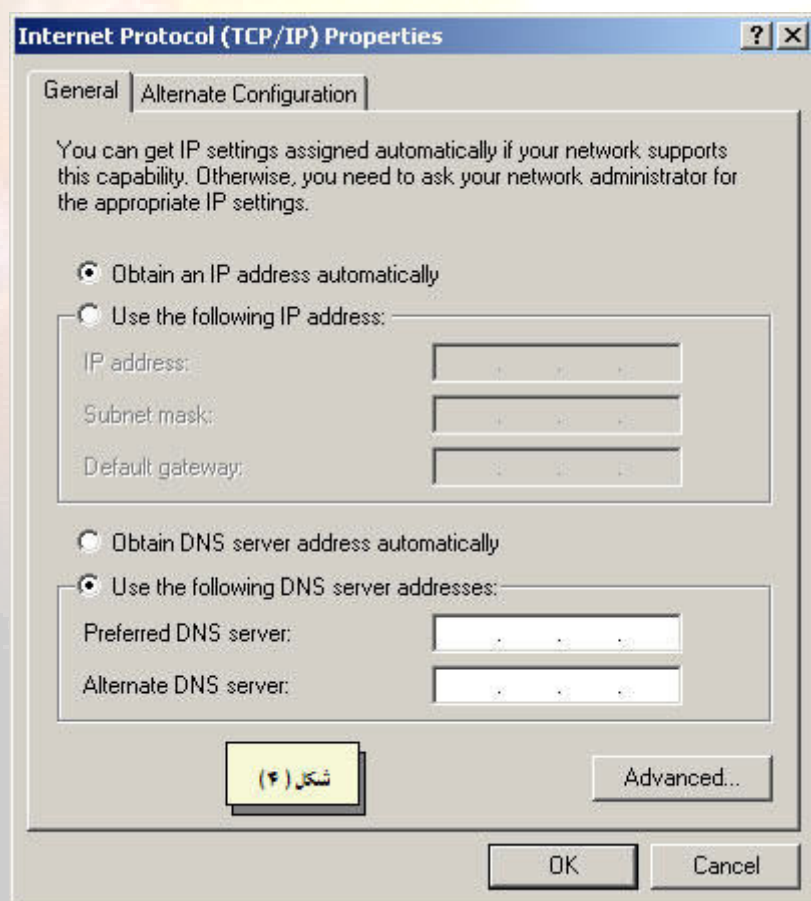 Internet Protocol (TCP/IP) Properties
General
Alternate Configuration
You can get IP settings assigned automatically if your network supports
this capability. Otherwise, you need to ask your network administrator for
the appropriate IP settings.
Obtain an IP address automatically
Use the following IP address:
IP address:
Subnet mask:
Default gateway:
Obtain DNS server address automatically
Use the following DNS server addresses:
Preferred DNS server:
Alternate DNS server:
شکل (۴)
Advanced...
OK
Cancel